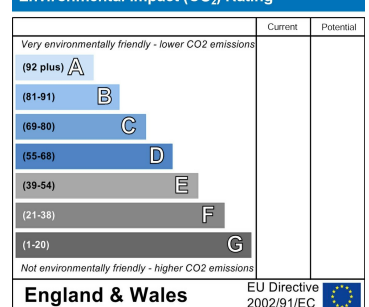 Environmental Impact (CO₂) Rating
Current Potential
Very environmentally friendly - lower CO2 emissions
(92 plus) A
(81-91) B
(69-80) C
(55-68) D
(39-54) E
(21-38) F
(1-20) G
Not environmentally friendly - higher CO2 emissions
England & Wales
EU Directive
2002/91/EC